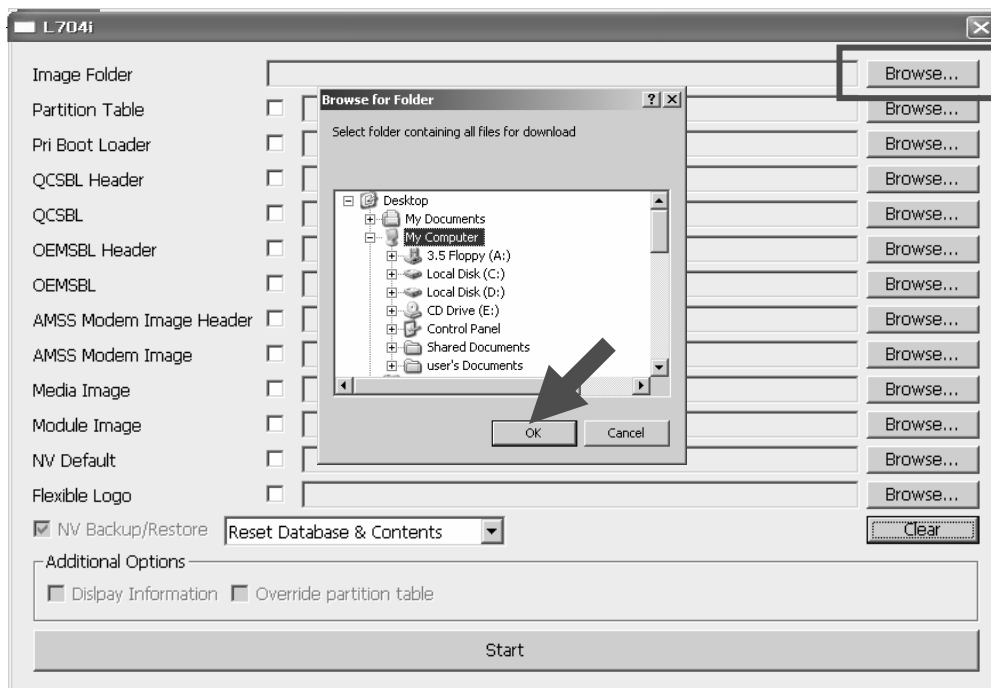 L704i
Image Folder Browse...
Partition Table Browse...
Pri Boot Loader Browse...
QCSBL Header Browse...
QCSBL Browse...
OEMSBL Header Browse...
OEMSBL Browse...
AMSS Modem Image Header Browse...
AMSS Modem Image Browse...
Media Image Browse...
Module Image Browse...
NV Default Browse...
Flexible Logo Browse...
NV Backup/Restore Reset Database & Contents Clear
Additional Options
Dislpay Information Override partition table
Start
Browse for Folder
Select folder containing all files for download
Desktop
My Documents
My Computer
3.5 Floppy (A:)
Local Disk (C:)
Local Disk (D:)
CD Drive (E:)
Control Panel
Shared Documents
user's Documents
OK Cancel